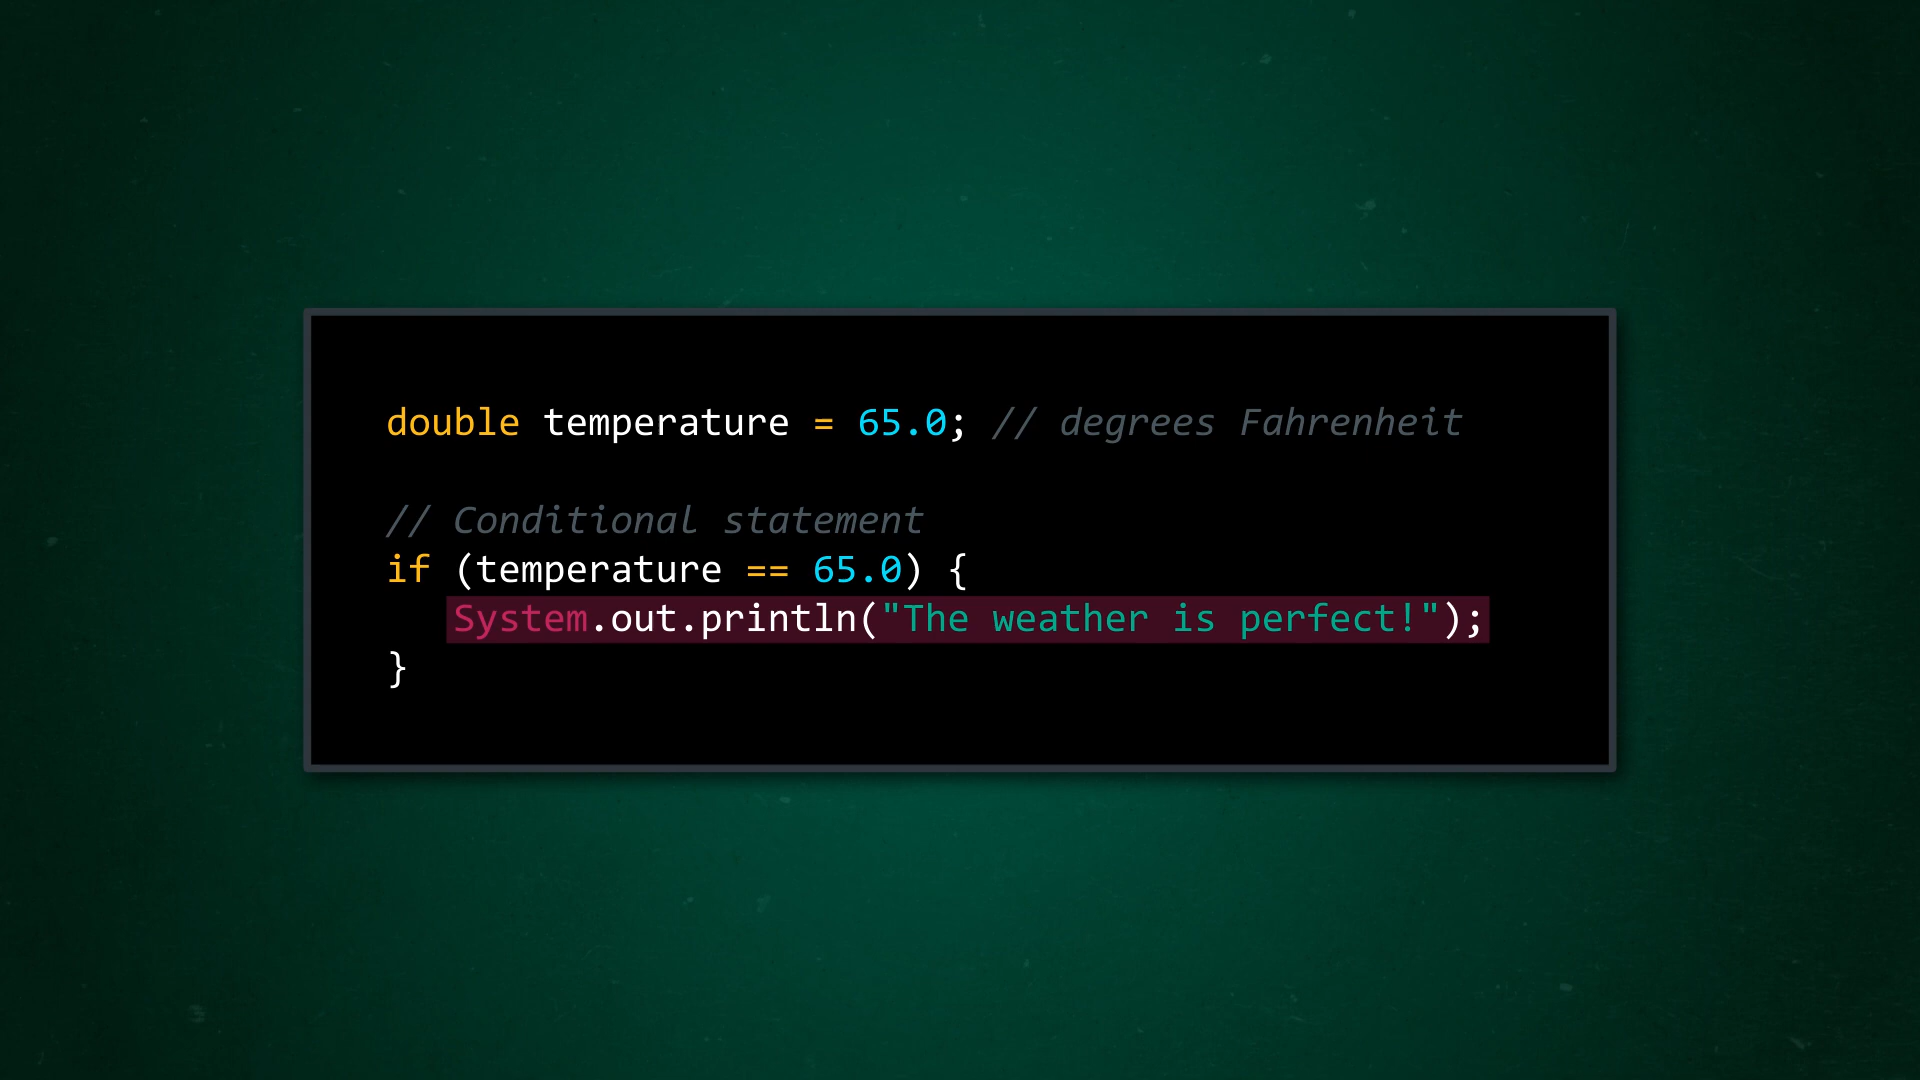 double temperature = 65.0; // degrees Fahrenheit
// Conditional statement
if (temperature == 65.0) {
System.out.println("The weather is perfect!");
}